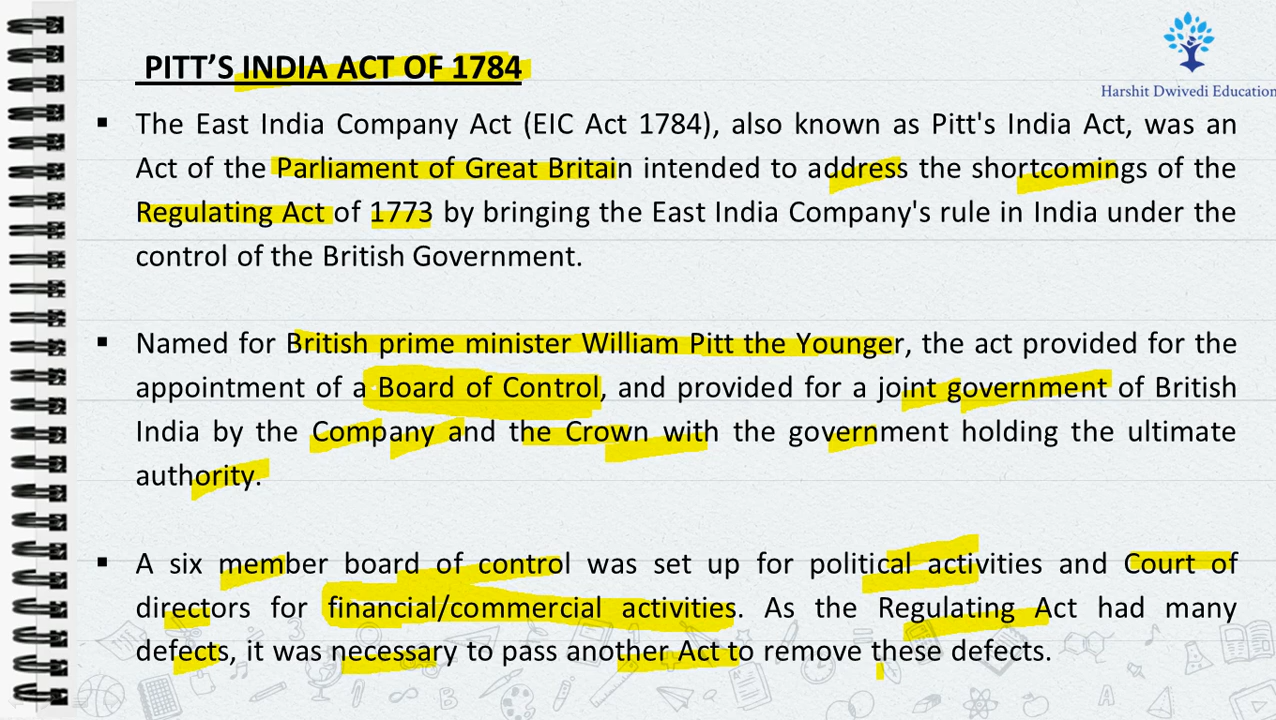 PITT'S INDIA ACT OF 1784
Harshit Dwivedi Education
▪ The East India Company Act (EIC Act 1784), also known as Pitt's India Act, was an
Act of the Parliament of Great Britain intended to address the shortcomings of the
Regulating Act of 1773 by bringing the East India Company's rule in India under the
control of the British Government.
▪ Named for British prime minister William Pitt the Younger, the act provided for the
appointment of a Board of Control, and provided for a joint government of British
India by the Company and the Crown with the government holding the ultimate
authority.
▪ A six member board of control was set up for political activities and Court of
directors for financial/commercial activities. As the Regulating Act had many
defects, it was necessary to pass another Act to remove these defects.